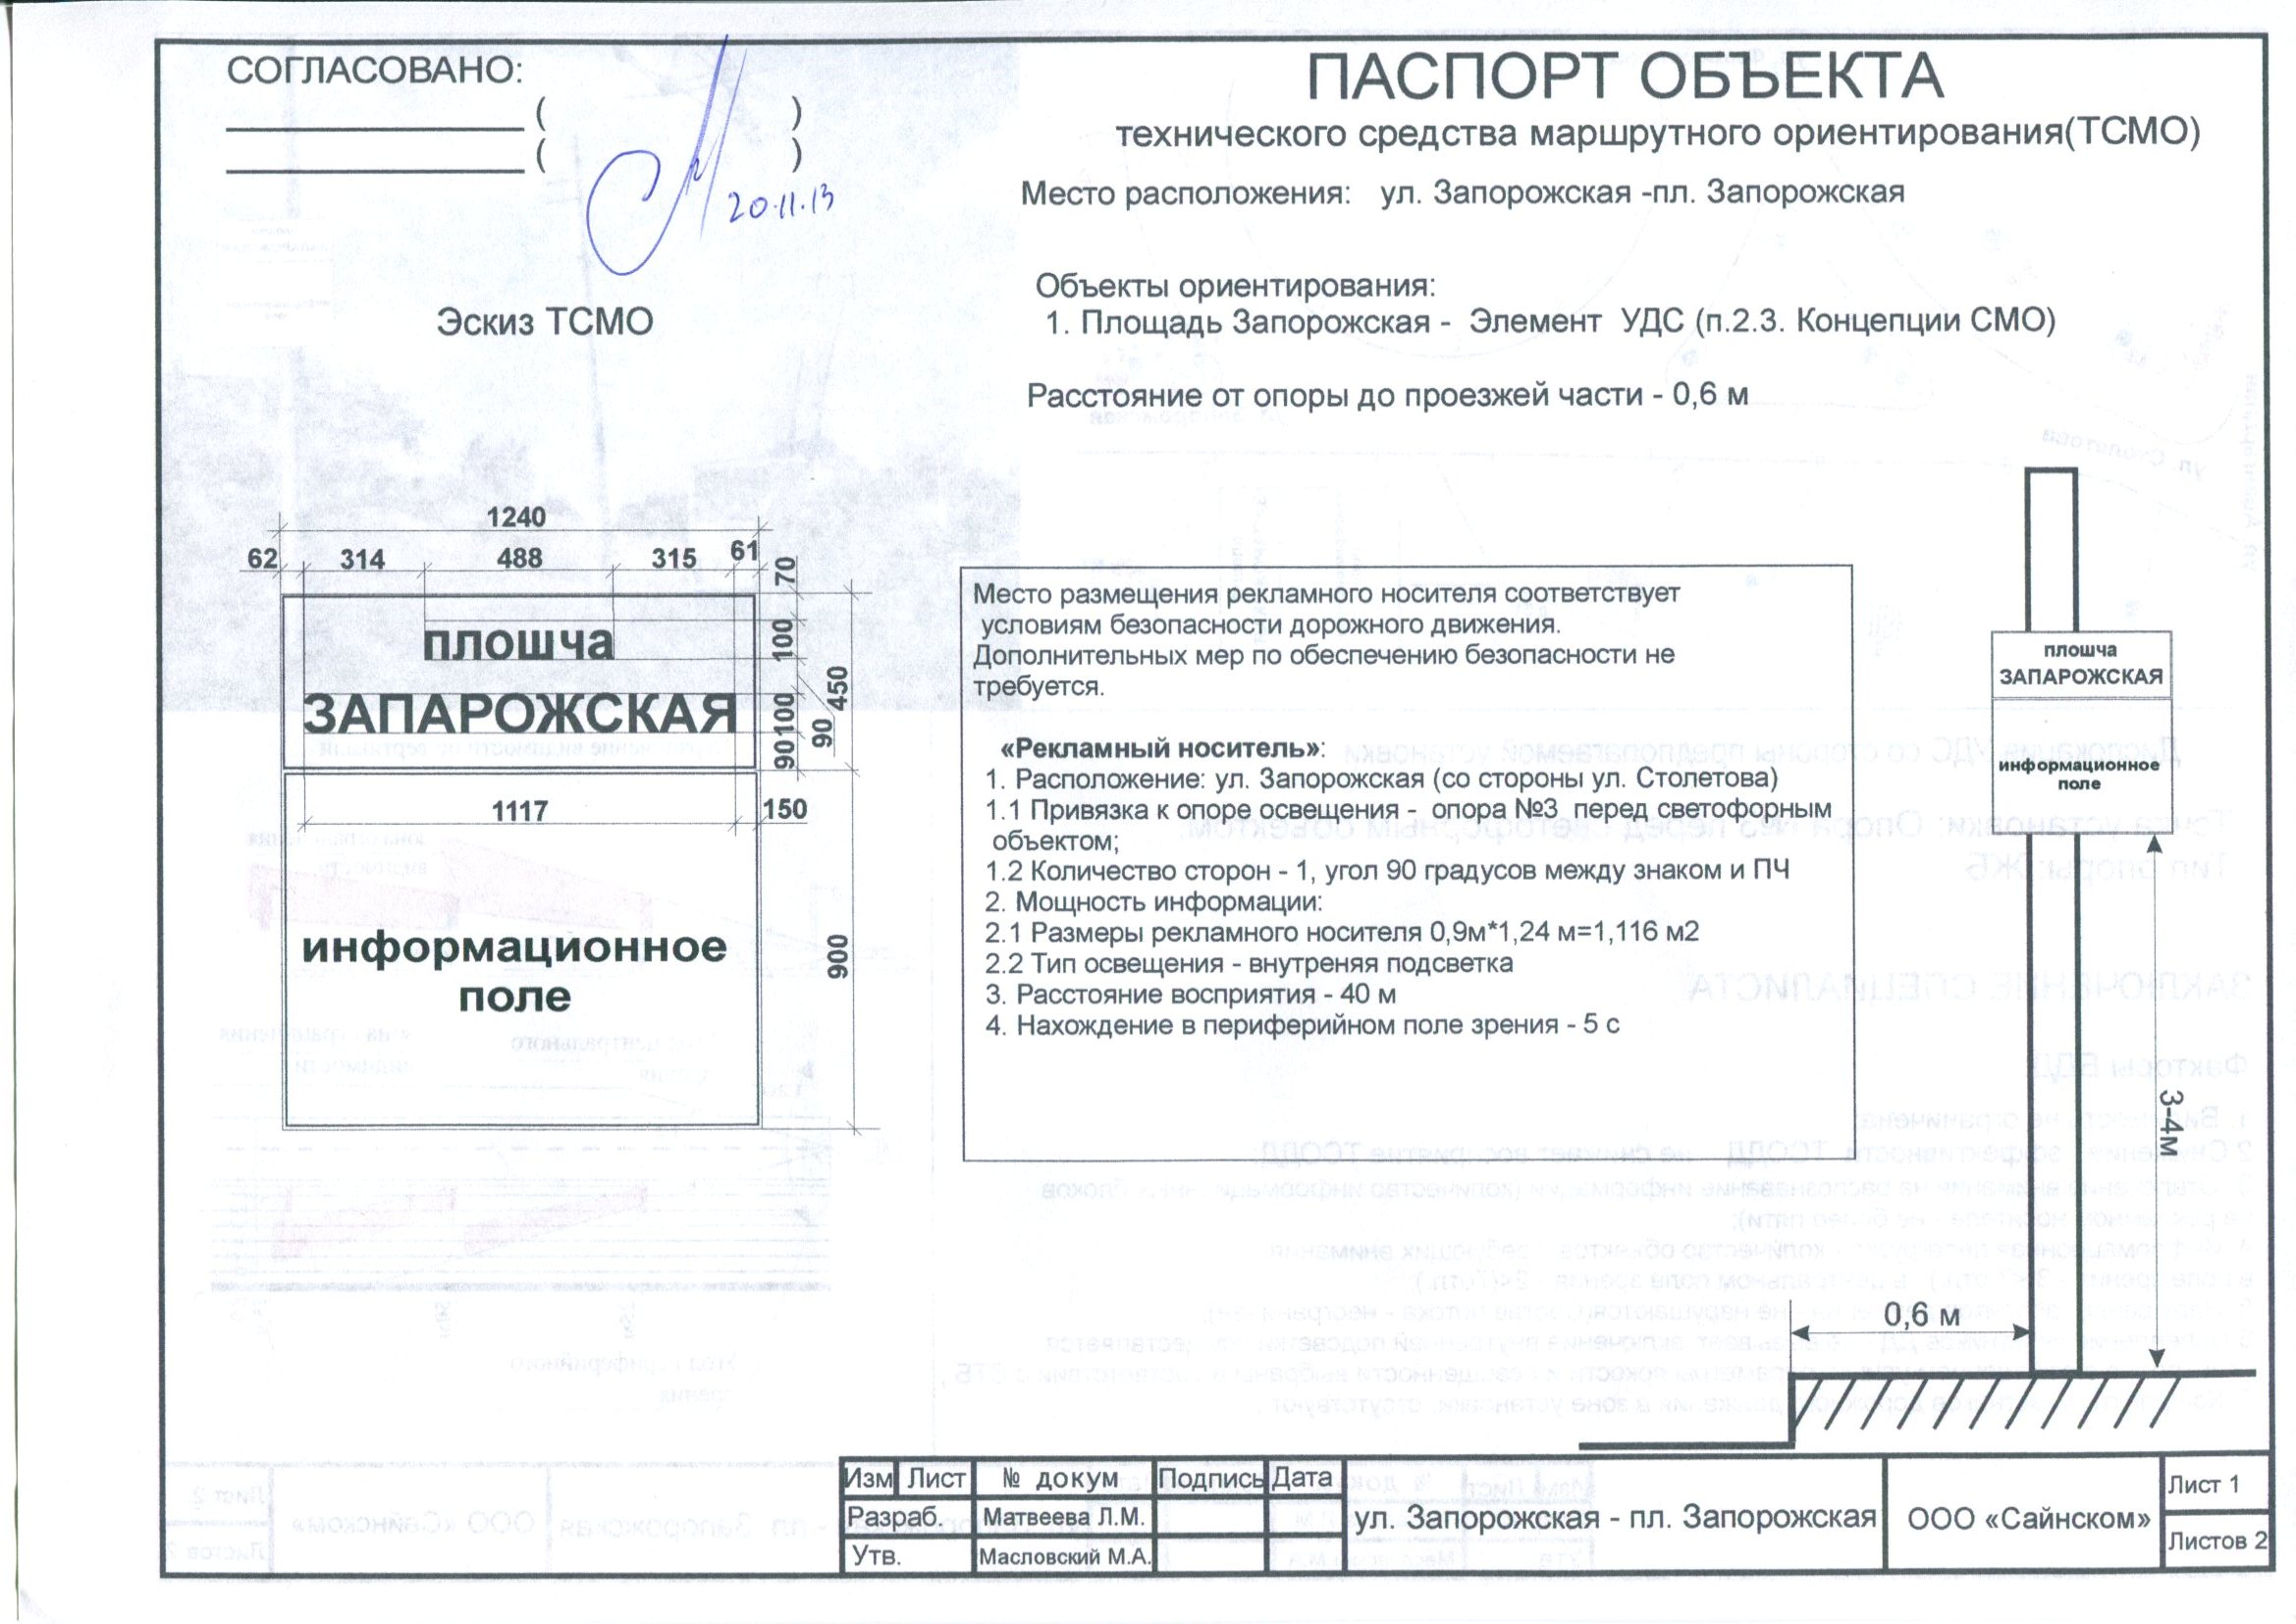 СОГЛАСОВАНО:
( )
( )
20.11.13
ПАСПОРТ ОБЪЕКТА
технического средства маршрутного ориентирования(ТСМО)
Место расположения: ул. Запорожская -пл. Запорожская
Объекты ориентирования:
1. Площадь Запорожская - Элемент УДС (п.2.3. Концепции СМО)
Расстояние от опоры до проезжей части - 0,6 м
Эскиз ТСМО
1240
62 314 488 315 61
70
100
100
90
90
450
плошча
ЗАПАРОЖСКАЯ
1117 150
900
информационное
поле
Место размещения рекламного носителя соответствует
условиям безопасности дорожного движения.
Дополнительных мер по обеспечению безопасности не
требуется.
«Рекламный носитель»:
1. Расположение: ул. Запорожская (со стороны ул. Столетова)
1.1 Привязка к опоре освещения - опора №3 перед светофорным
объектом;
1.2 Количество сторон - 1, угол 90 градусов между знаком и ПЧ
2. Мощность информации:
2.1 Размеры рекламного носителя 0,9м*1,24 м=1,116 м2
2.2 Тип освещения - внутреняя подсветка
3. Расстояние восприятия - 40 м
4. Нахождение в периферийном поле зрения - 5 с
плошча
ЗАПАРОЖСКАЯ
информационное
поле
3-4м
0,6 м
Изм Лист № докум Подпись Дата
Разраб. Матвеева Л.М.
Утв. Масловский М.А.
ул. Запорожская - пл. Запорожская
ООО «Сайнском»
Лист 1
Листов 2